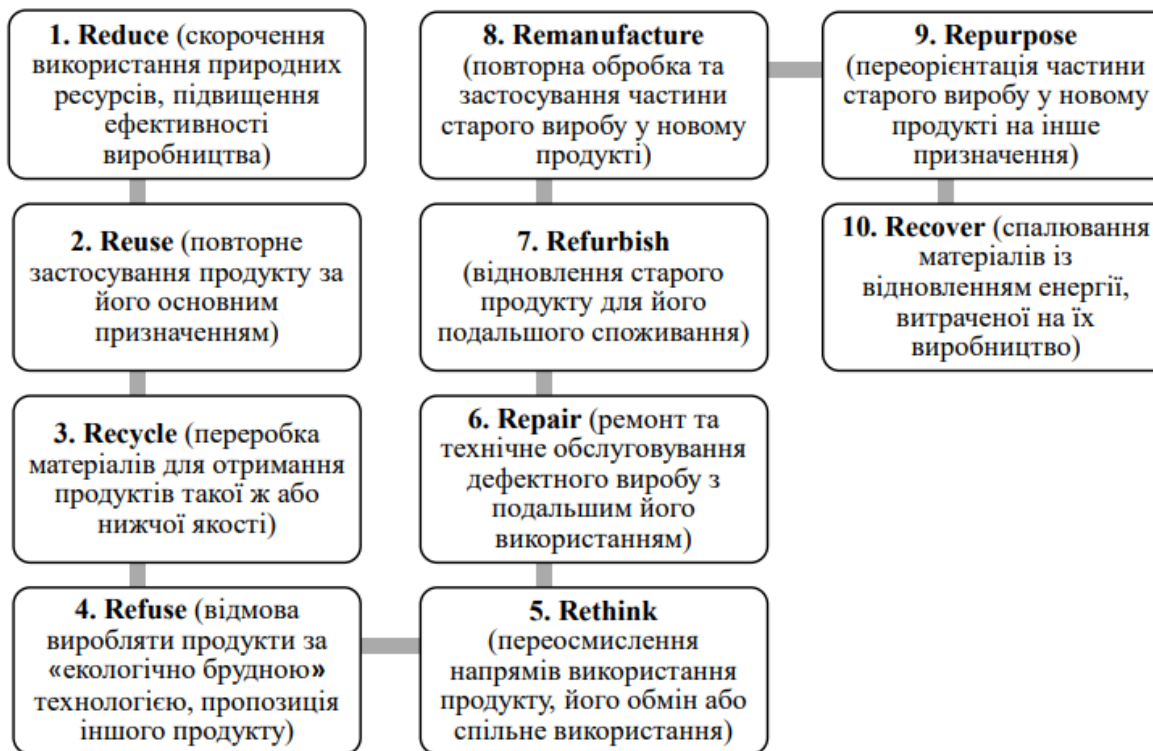 1. Reduce (скорочення
використання природних
ресурсів, підвищення
ефективності
виробництва)
2. Reuse (повторне
застосування продукту за
його основним
призначенням)
3. Recycle (переробка
матеріалів для отримання
продуктів такої ж або
нижчої якості)
4. Refuse (відмова
виробляти продукти за
«екологічно брудною»
технологією, пропозиція
іншого продукту)
5. Rethink
(переосмислення
напрямів використання
продукту, його обмін або
спільне використання)
6. Repair (ремонт та
технічне обслуговування
дефектного виробу з
подальшим його
використанням)
7. Refurbish
(відновлення старого
продукту для його
подальшого споживання)
8. Remanufacture
(повторна обробка та
застосування частини
старого виробу у новому
продукті)
9. Repurpose
(переорієнтація частини
старого виробу у новому
продукті на інше
призначення)
10. Recover (спалювання
матеріалів із
відновленням енергії,
витраченої на їх
виробництво)